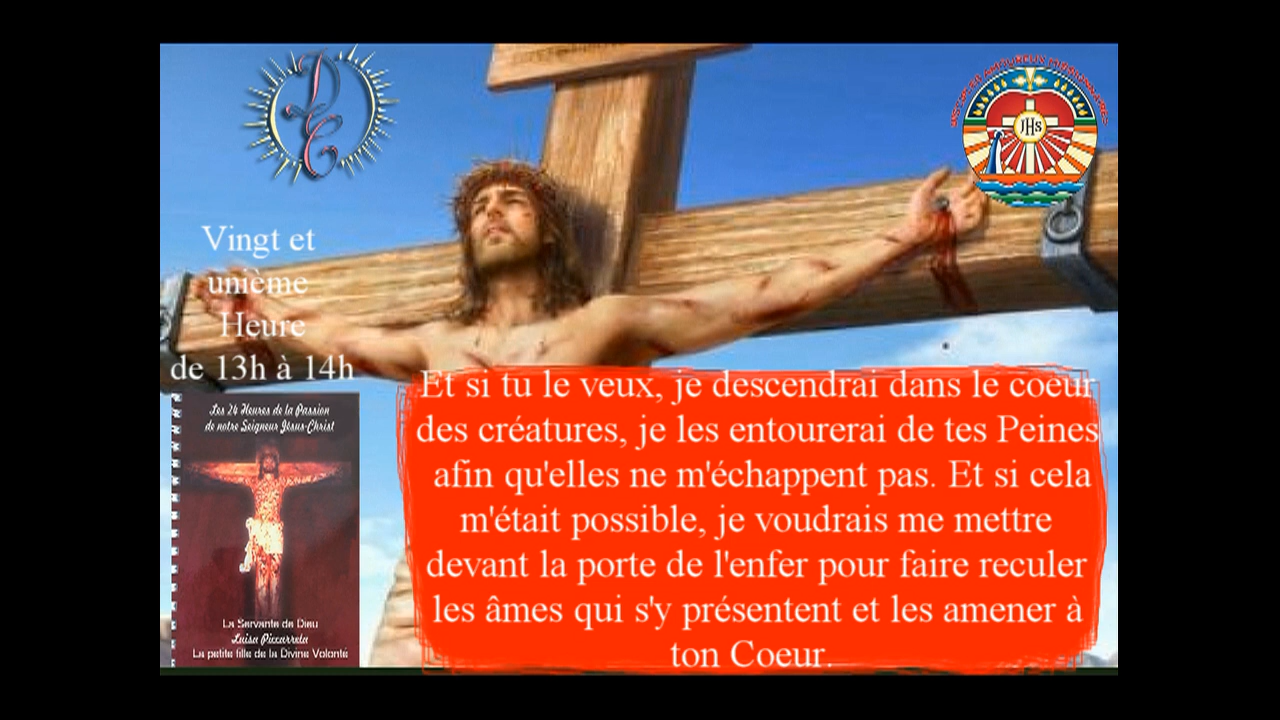 JHS
Vingt et
unième
Heure
de 13h à 14h
Les 24 Heures de la Passion
de notre Seigneur Jésus-Christ
La Servante de Dieu
Luisa Piccarreta
La petite fille de la Divine Volonté
Et si tu le veux, je descendrai dans le coeur
des créatures, je les entourerai de tes Peines
afin qu'elles ne m'échappent pas. Et si cela
m'était possible, je voudrais me mettre
devant la porte de l'enfer pour faire reculer
les âmes qui s'y présentent et les amener à
ton Coeur.